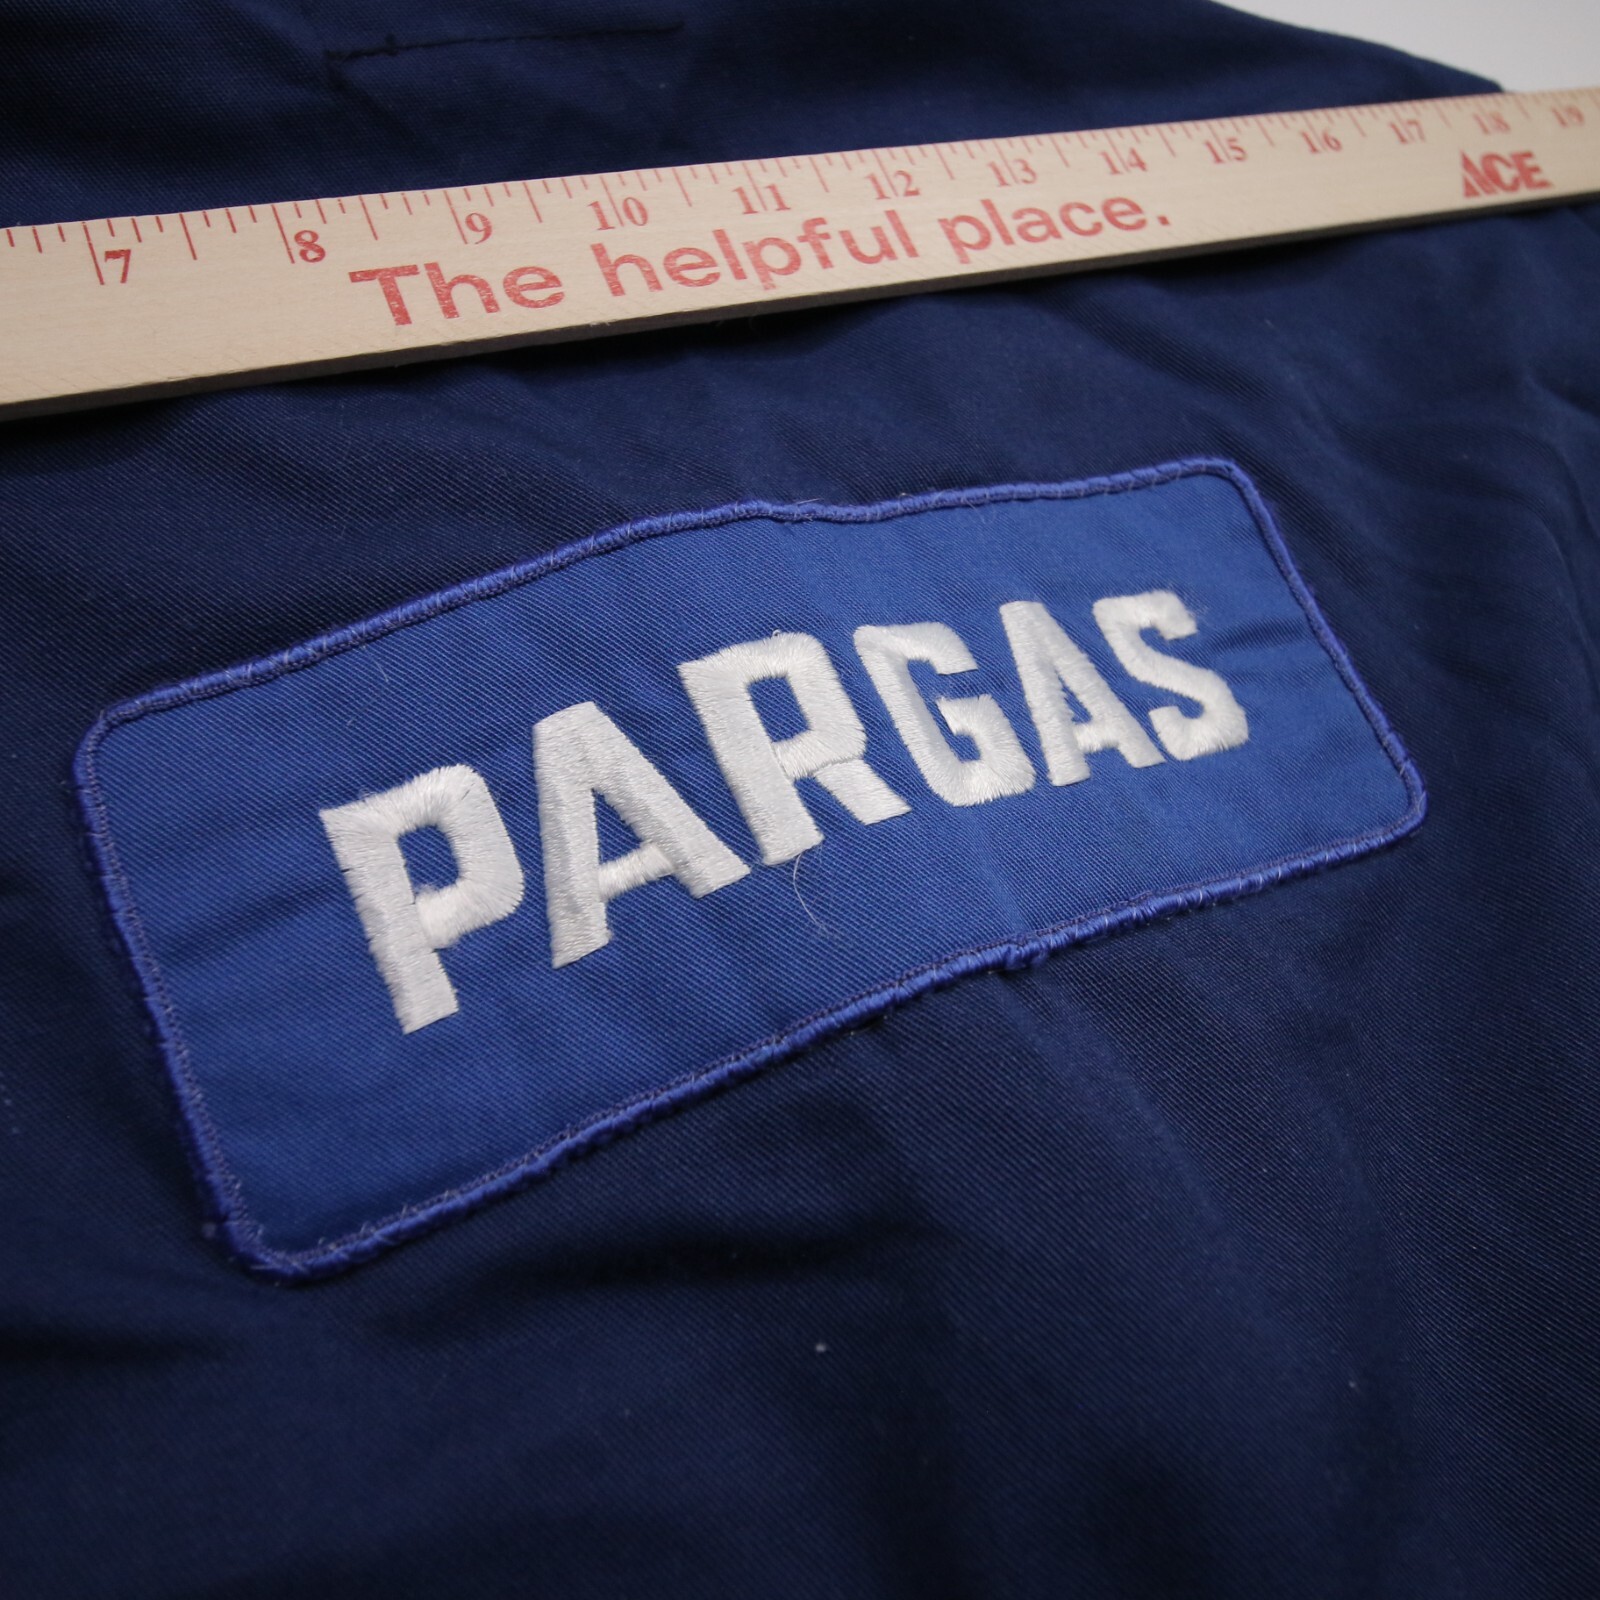 7 8 9 10 11 12 13 14 15 16 17 18 19
The helpful place. ACE
PARGAS